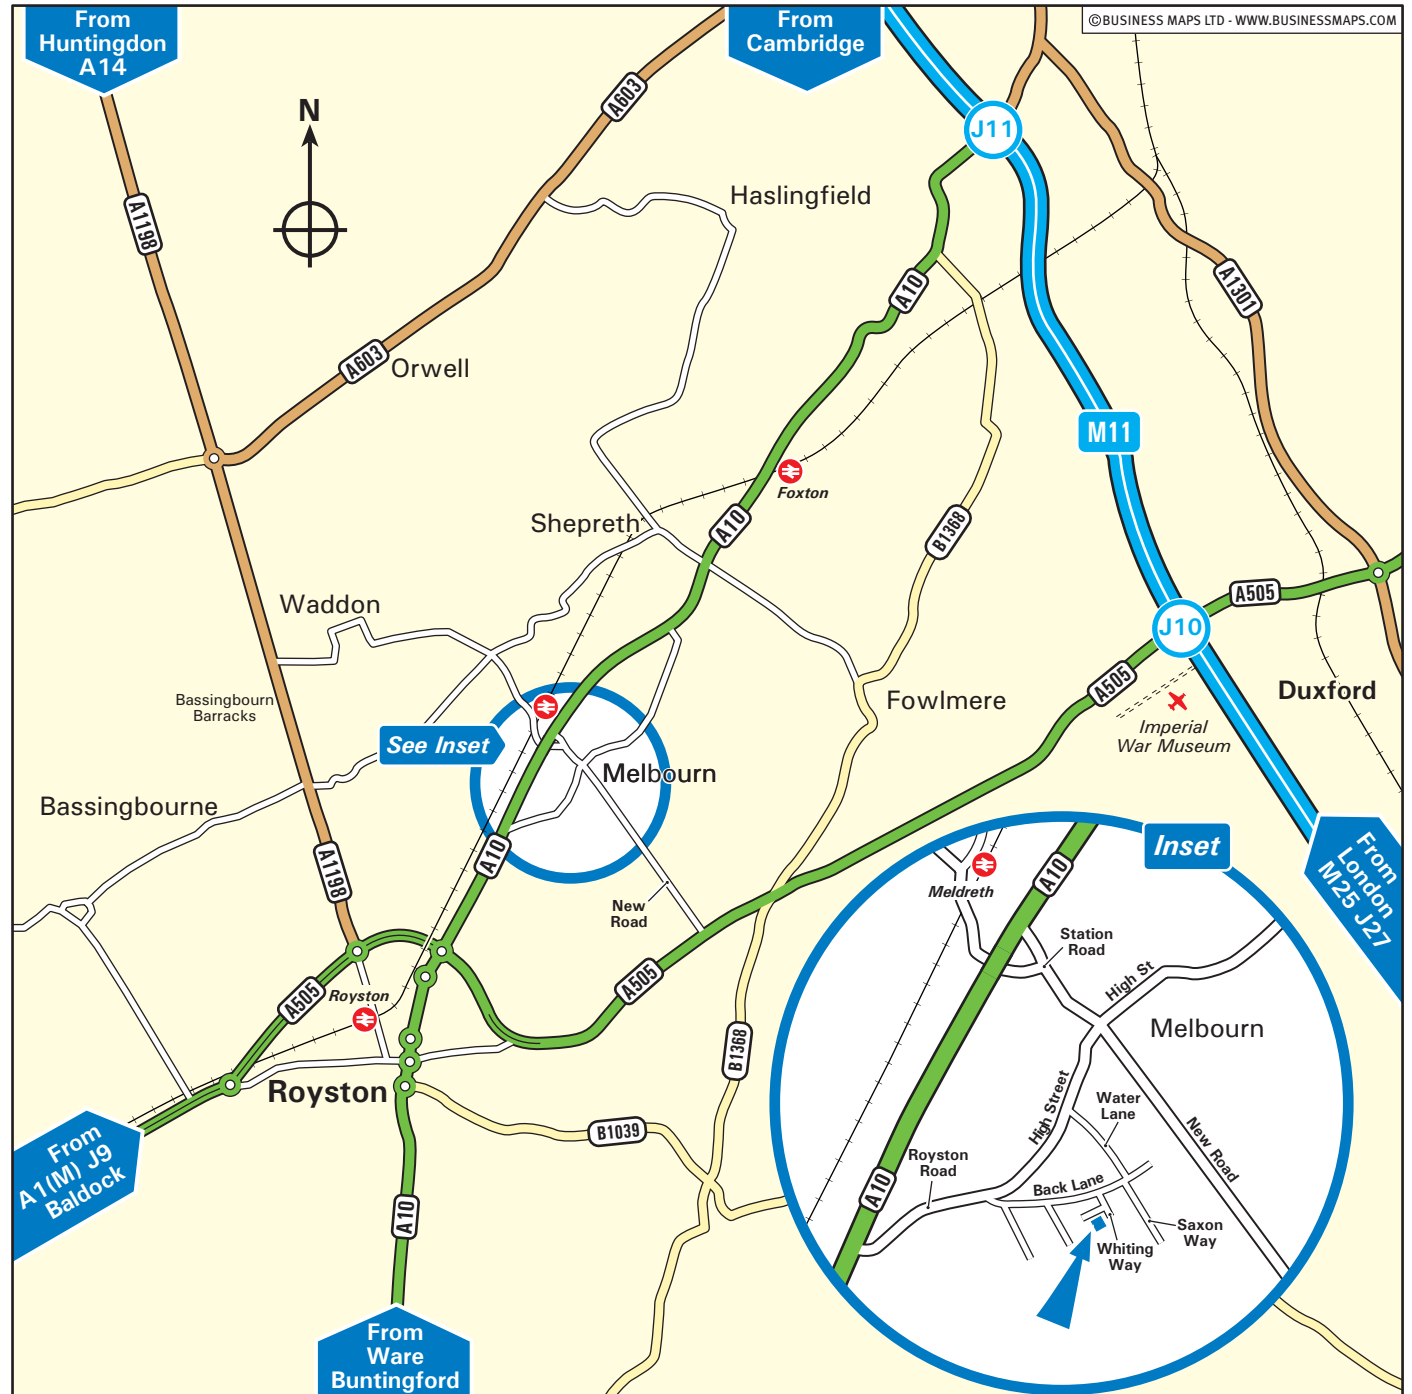 From
Huntingdon
A14
From
Cambridge
©BUSINESS MAPS LTD - WWW.BUSINESSMAPS.COM
N
A603
J11
A1198
Haslingfield
A10
A1301
A603
Orwell
M11
Foxton
Shepreth
A10
B1368
Waddon
A505
J10
Bassingbourn
Barracks
A505
Duxford
Fowlmere
Imperial
War Museum
See Inset
Melbourn
Bassingbourne
A10
A1198
New
Road
Inset
From
London
M25 J27
A10
Meldreth
Station
Road
High St
Melbourn
A505
Royston
A505
B1368
Royston
High Street
Water
Lane
New Road
B1039
Royston
Road
Back Lane
A10
Saxon
Way
Whiting
Way
From
A1(M) J9
Baldock
A10
From
Ware
Buntingford